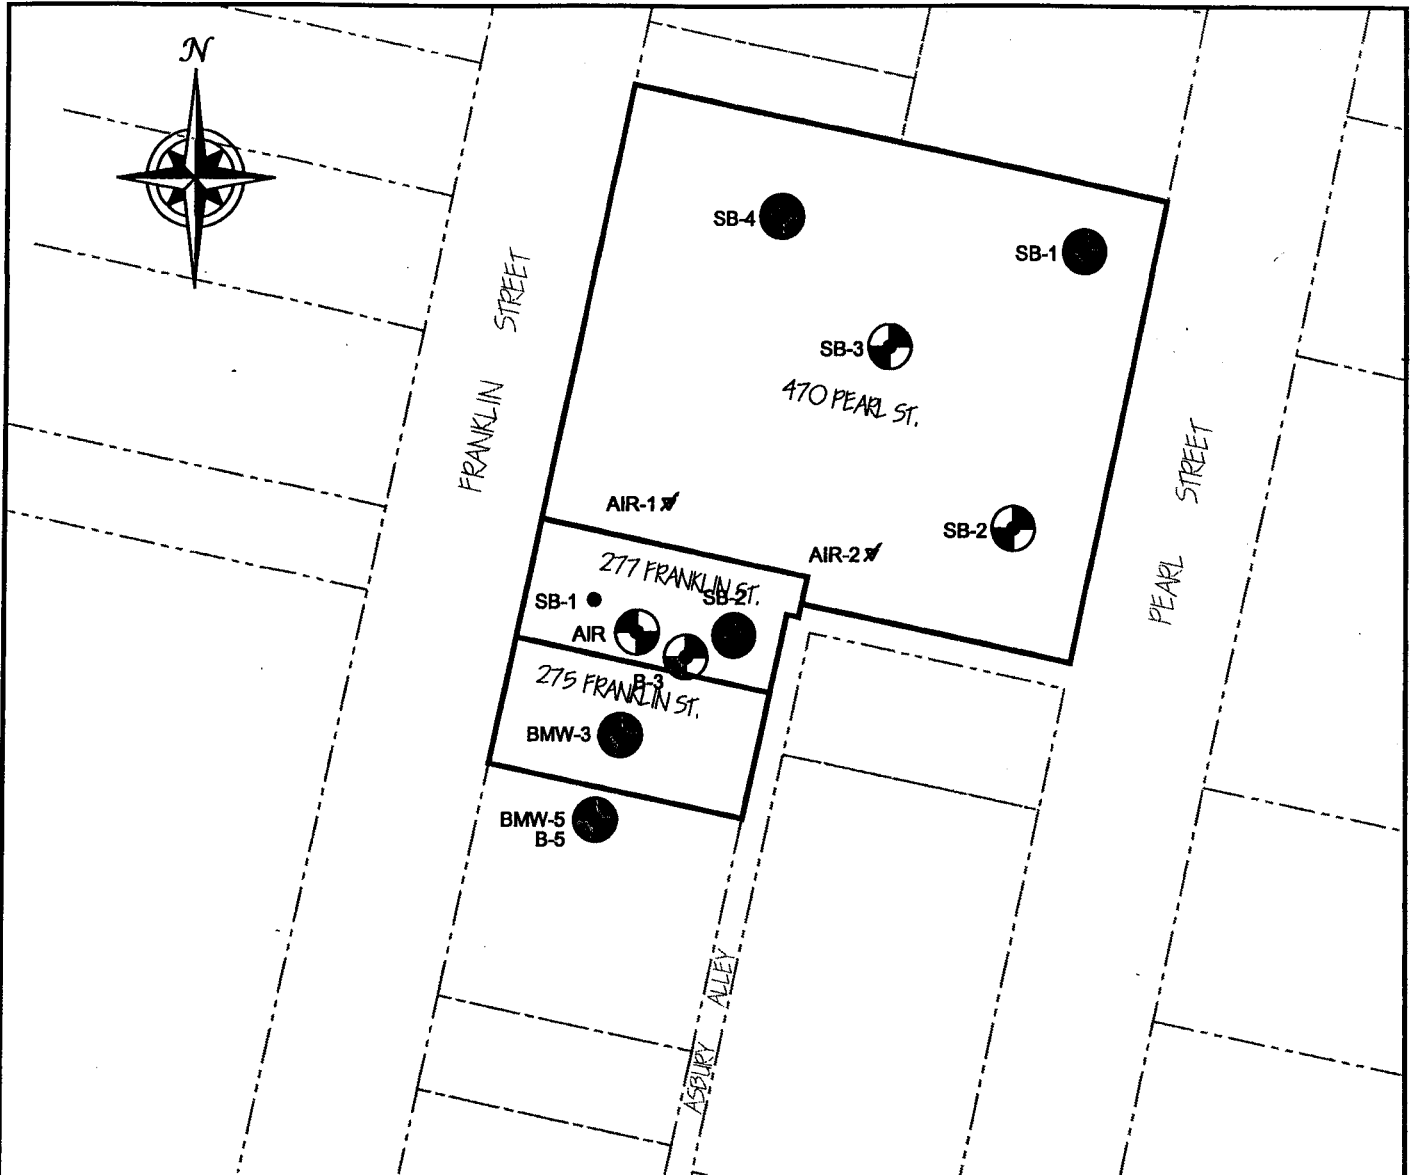 N
SB-4
SB-1
FRANKLIN STREET
SB-3
470 PEARL ST.
PEARL STREET
AIR-1
SB-2
AIR-2
277 FRANKLIN ST.
SB-1
SB-2
AIR
B-3
275 FRANKLIN ST.
BMW-3
BMW-5
B-5
ASBURY ALLEY